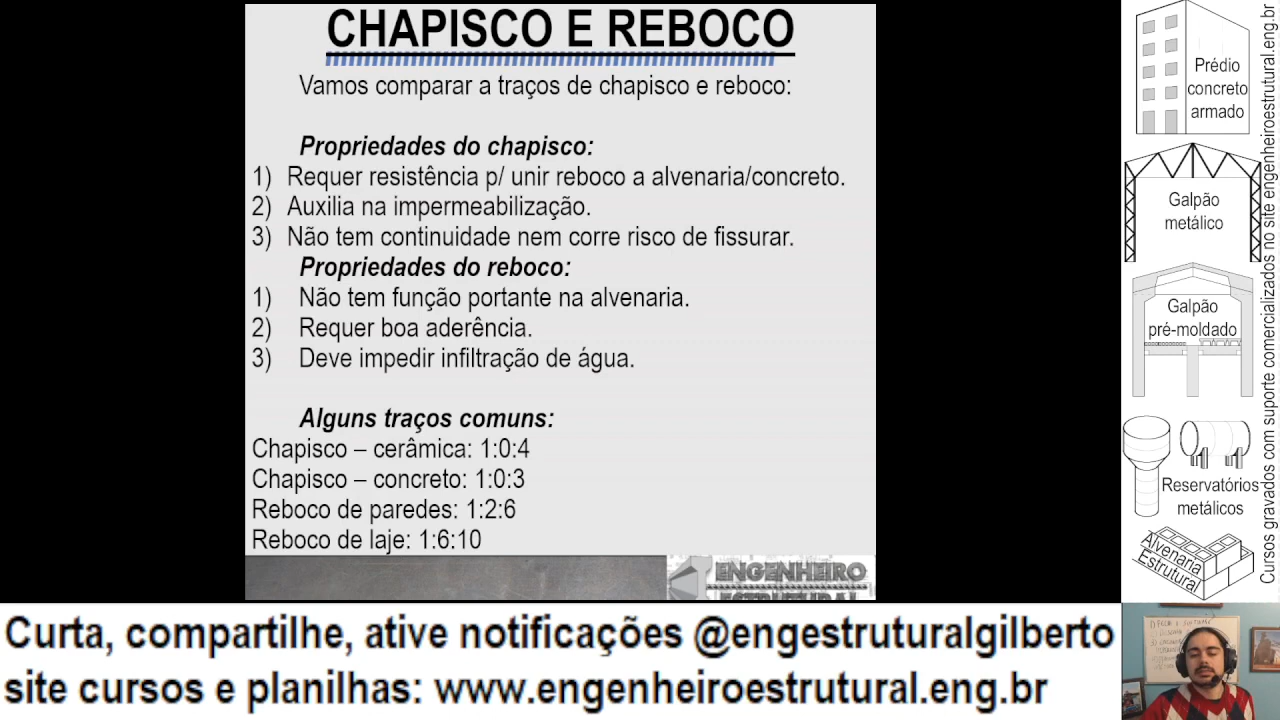 CHAPISCO E REBOCO
Vamos comparar a traços de chapisco e reboco:
Propriedades do chapisco:
1) Requer resistência p/ unir reboco a alvenaria/concreto.
2) Auxilia na impermeabilização.
3) Não tem continuidade nem corre risco de fissurar.
Propriedades do reboco:
1) Não tem função portante na alvenaria.
2) Requer boa aderência.
3) Deve impedir infiltração de água.
Alguns traços comuns:
Chapisco – cerâmica: 1:0:4
Chapisco – concreto: 1:0:3
Reboco de paredes: 1:2:6
Reboco de laje: 1:6:10
ENGENHEIRO
ESTRUTURAL
Prédio
concreto
armado
Galpão
metálico
Galpão
pré-moldado
Reservatórios
metálicos
Alvenaria
Estrutural
Cursos gravados com suporte comercializados no site engenheiroestrutural.eng.br
Curta, compartilhe, ative notificações @engestruturalgilberto
site cursos e planilhas: www.engenheiroestrutural.eng.br